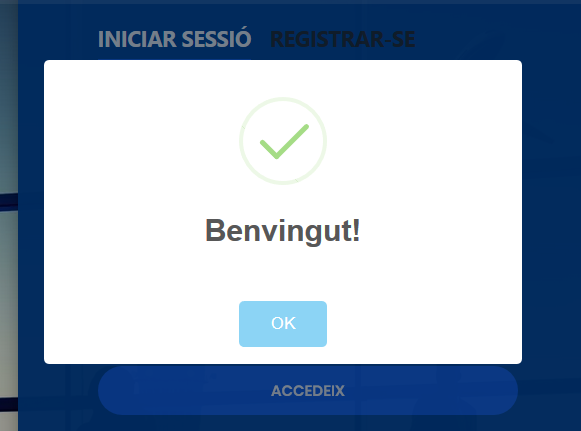 INICIAR SESSIÓ REGISTRAR-SE
Benvingut!
OK
ACCEDEIX